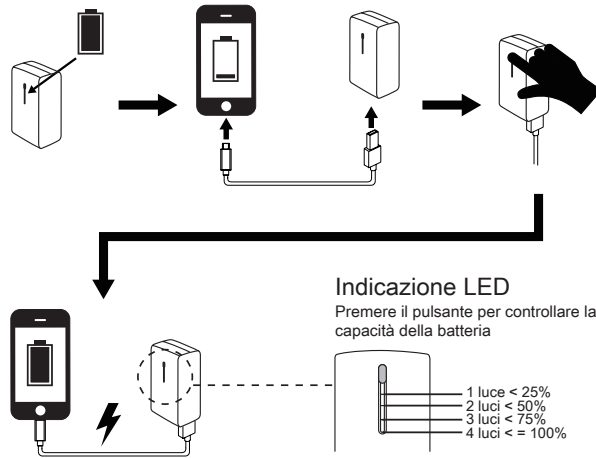 Indicazione LED
Premere il pulsante per controllare la
capacità della batteria
1 luce < 25%
2 luci < 50%
3 luci < 75%
4 luci < = 100%